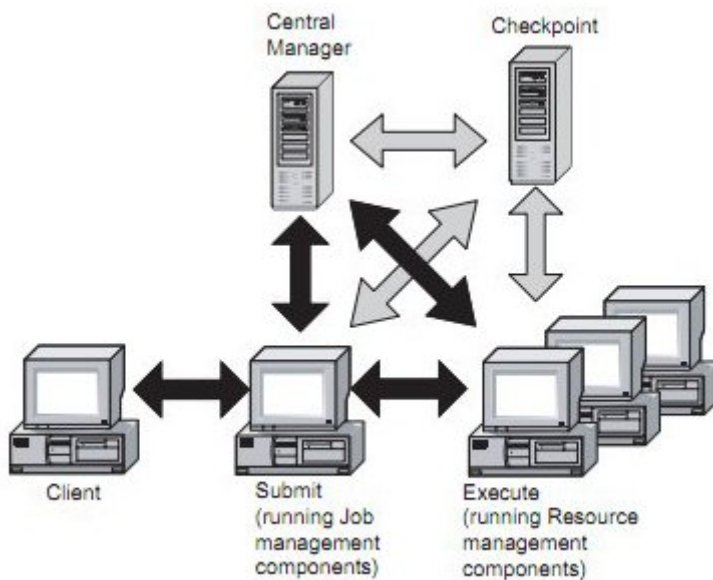 Central
Manager
Checkpoint
Client
Submit
(running Job
management
components)
Execute
(running Resource
management
components)